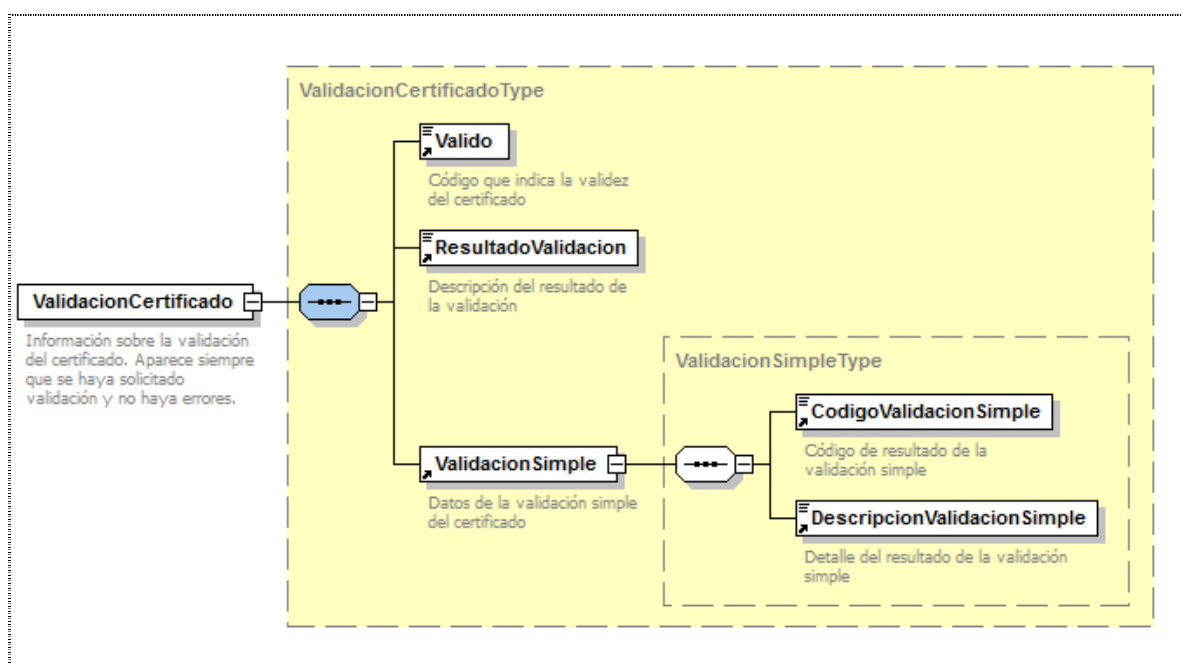 ValidacionCertificadoType
Valido
Código que indica la validez
del certificado
ResultadoValidacion
Descripción del resultado de
la validación
ValidacionCertificado
Información sobre la validación
del certificado. Aparece siempre
que se haya solicitado
validación y no haya errores.
ValidacionSimpleType
CodigoValidacionSimple
Código de resultado de la
validación simple
ValidacionSimple
Datos de la validación simple
del certificado
DescripcionValidacionSimple
Detalle del resultado de la validación
simple